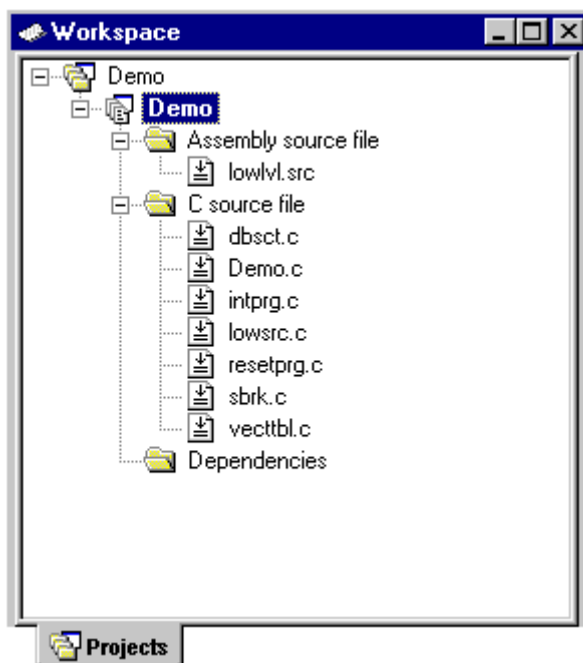 Workspace
Demo
Demo
Assembly source file
lowlvl.src
C source file
dbsct.c
Demo.c
intprg.c
lowsrc.c
resetprg.c
sbrk.c
vecttbl.c
Dependencies
Projects